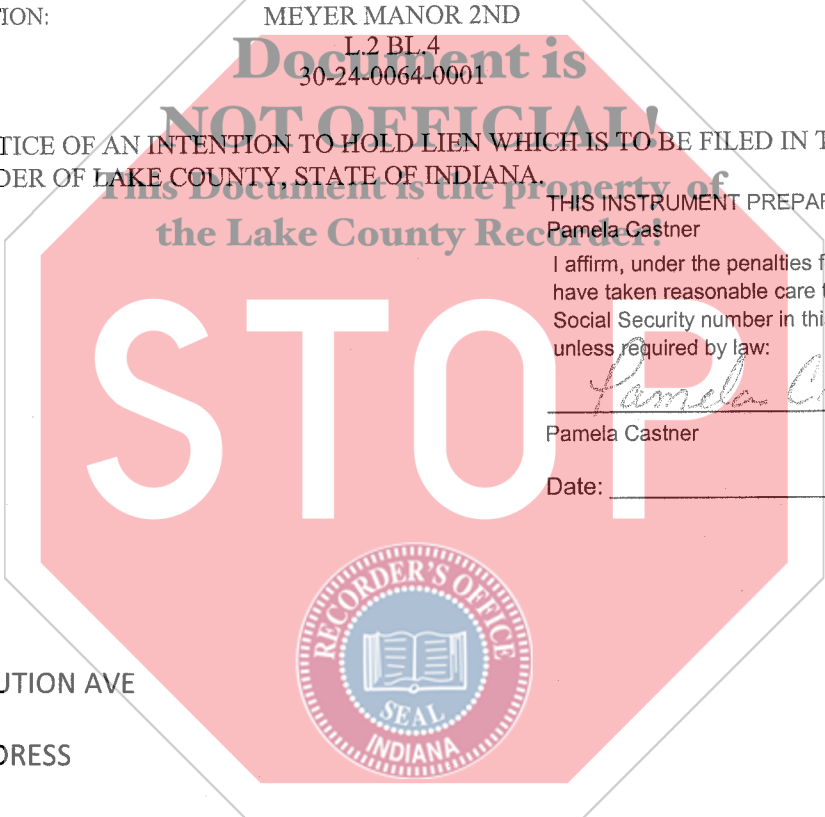 TION: MEYER MANOR 2ND
L.2 BL.4
30-24-0064-0001
Document is
NOT OFFICIAL!
TICE OF AN INTENTION TO HOLD LIEN WHICH IS TO BE FILED IN T
DER OF LAKE COUNTY, STATE OF INDIANA.
This Document is the property of
the Lake County Recorder!
THIS INSTRUMENT PREPAR
Pamela Castner
I affirm, under the penalties f
have taken reasonable care t
Social Security number in thi
unless required by law:
Pamela C
Pamela Castner
Date:
STOP
RECORDER'S OFFICE
SEAL
INDIANA
UTION AVE
DRESS